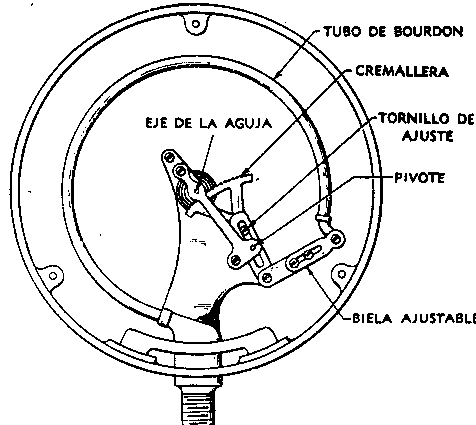 TUBO DE BOURDON
CREMALLERA
EJE DE LA AGUJA
TORNILLO DE
AJUSTE
PIVOTE
BIELA AJUSTABLE